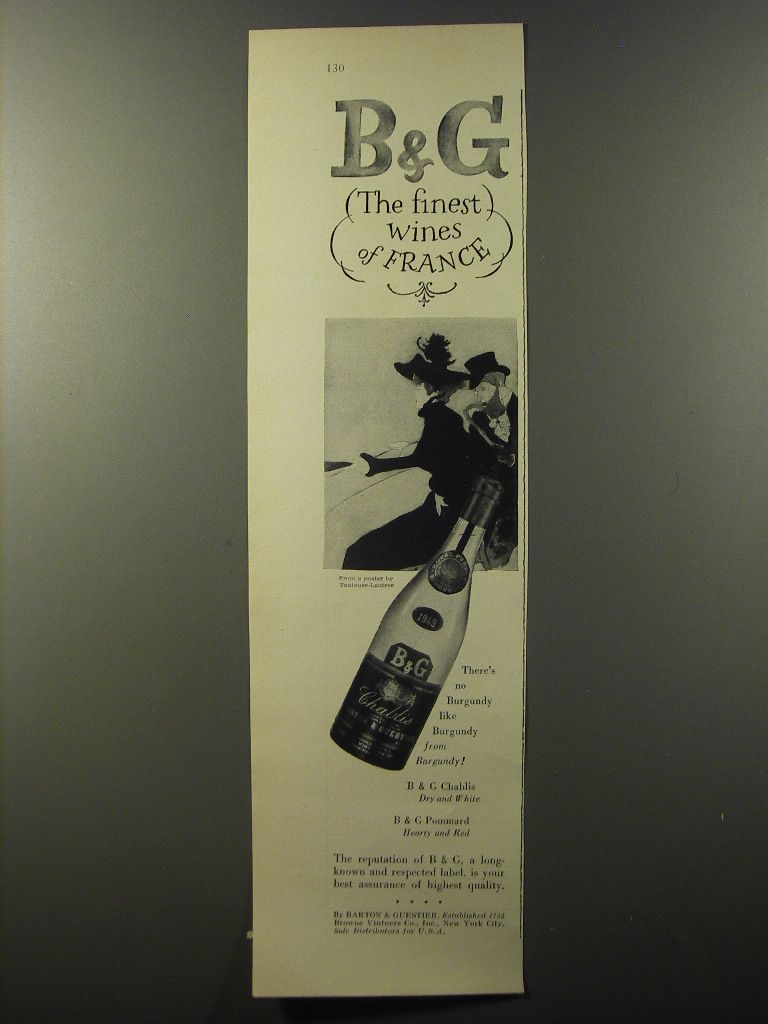 130
B&G
(The finest)
wines
of FRANCE
From a poster by
Toulouse-Lautrec
1949
B&G
Chablis
There's
no
Burgundy
like
Burgundy
from
Burgundy!
B & G Chablis
Dry and White
B & G Pommard
Hearty and Red
The reputation of B & G, a long-
known and respected label, is your
best assurance of highest quality.
• • • •
By BARTON & GUESTIER, Established 1725
Browne Vintners Co., Inc., New York City,
Sole Distributors for U.S.A.